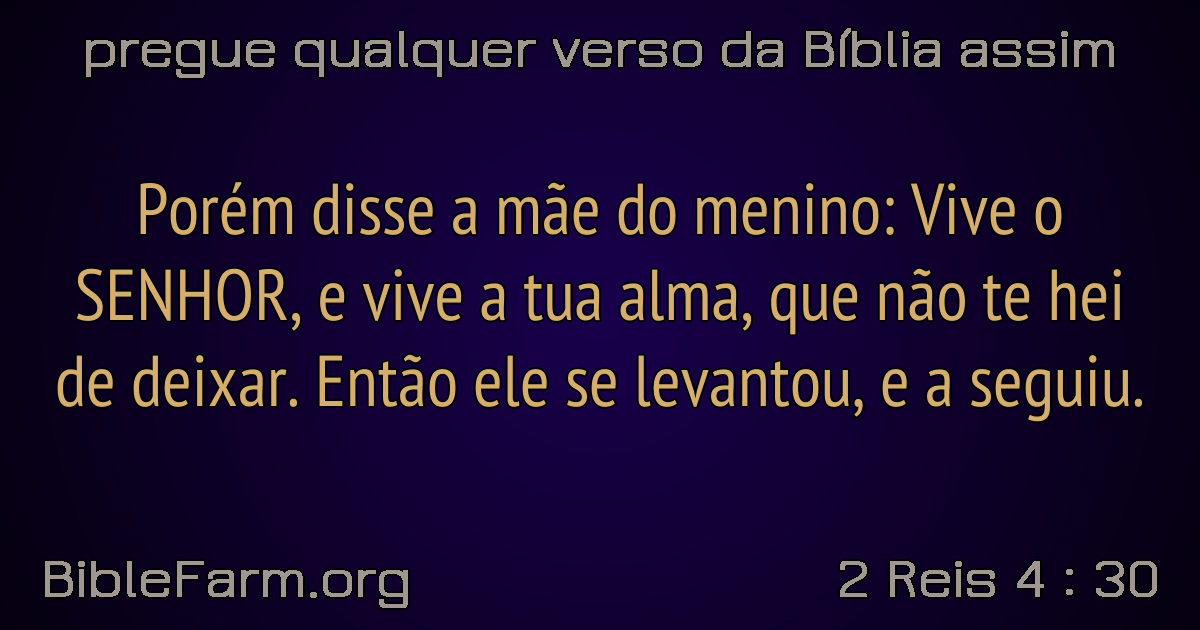 pregue qualquer verso da Bíblia assim
Porém disse a mãe do menino: Vive o
SENHOR, e vive a tua alma, que não te hei
de deixar. Então ele se levantou, e a seguiu.
BibleFarm.org
2 Reis 4 : 30